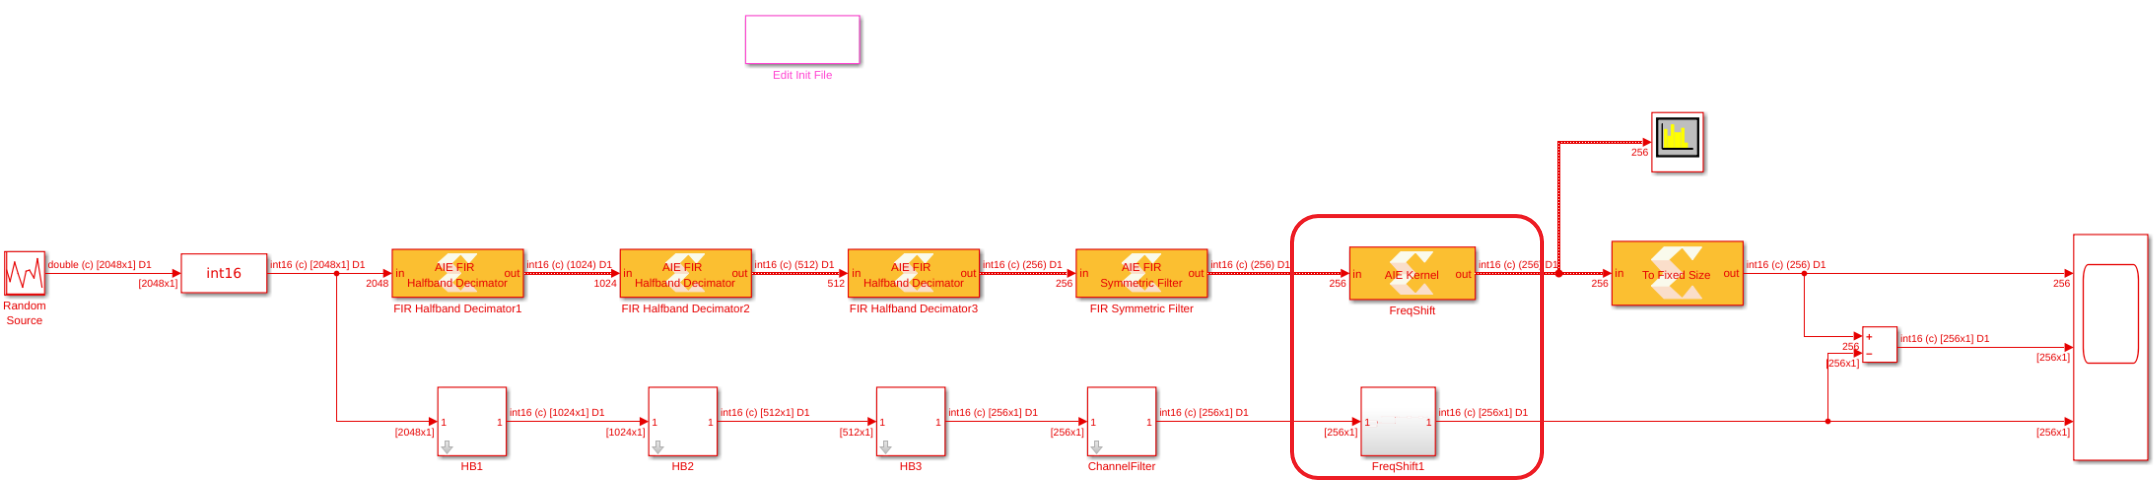 Edit Init File
256
double (c) [2048x1] D1
[2048x1]
Random
Source
int16
int16 (c) [2048x1] D1
2048
in
AIE FIR
Halfband Decimator
out
FIR Halfband Decimator1
int16 (c) (1024) D1
1024
in
AIE FIR
Halfband Decimator
out
FIR Halfband Decimator2
int16 (c) (512) D1
512
in
AIE FIR
Halfband Decimator
out
FIR Halfband Decimator3
int16 (c) (256) D1
256
in
AIE FIR
Symmetric Filter
out
FIR Symmetric Filter
int16 (c) (256) D1
256
in
AIE Kernel
out
FreqShift
int16 (c) (256) D1
256
in
To Fixed Size
out
int16 (c) (256) D1
256
+
256
−
[256x1]
int16 (c) [256x1] D1
[256x1]
[2048x1]
1
1
HB1
int16 (c) [1024x1] D1
[1024x1]
1
1
HB2
int16 (c) [512x1] D1
[512x1]
1
1
HB3
int16 (c) [256x1] D1
[256x1]
1
1
ChannelFilter
int16 (c) [256x1] D1
[256x1]
1
1
FreqShift1
int16 (c) [256x1] D1
[256x1]